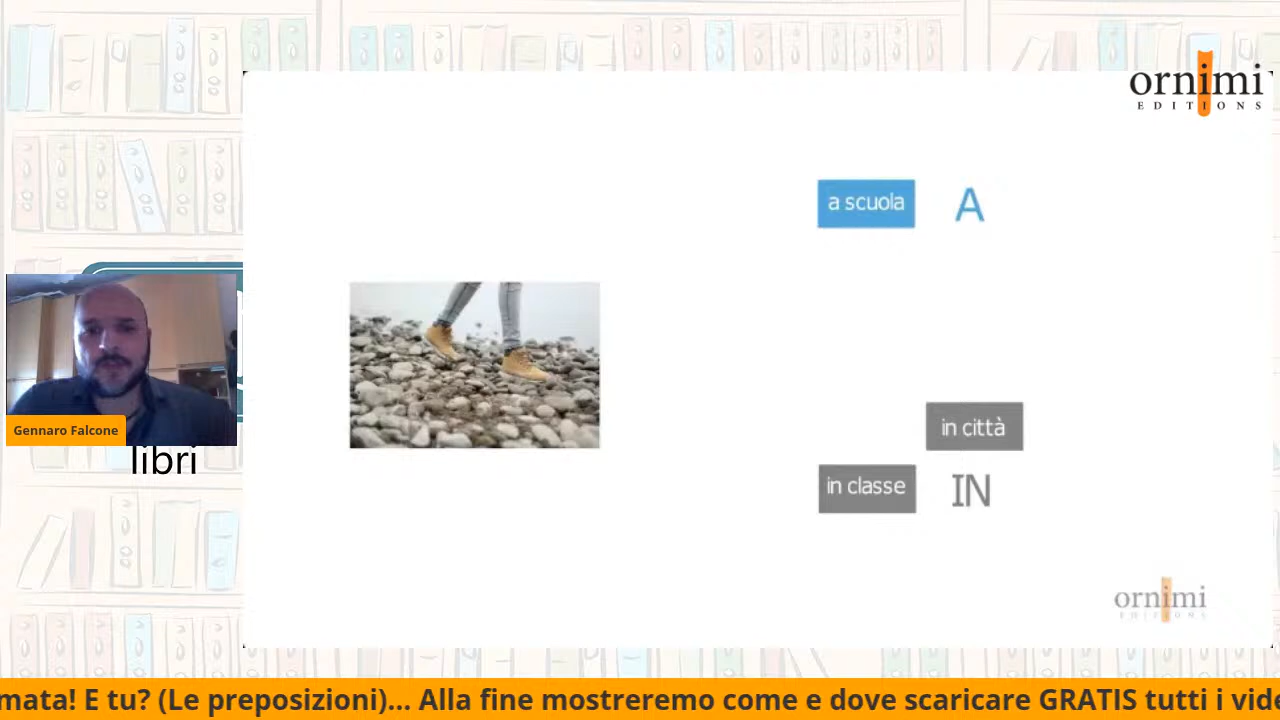 ornimi
EDITIONS
a scuola
A
Gennaro Falcone
libri
in città
in classe
IN
ornimi
EDITIONS
mata! E tu? (Le preposizioni)... Alla fine mostreremo come e dove scaricare GRATIS tutti i vide